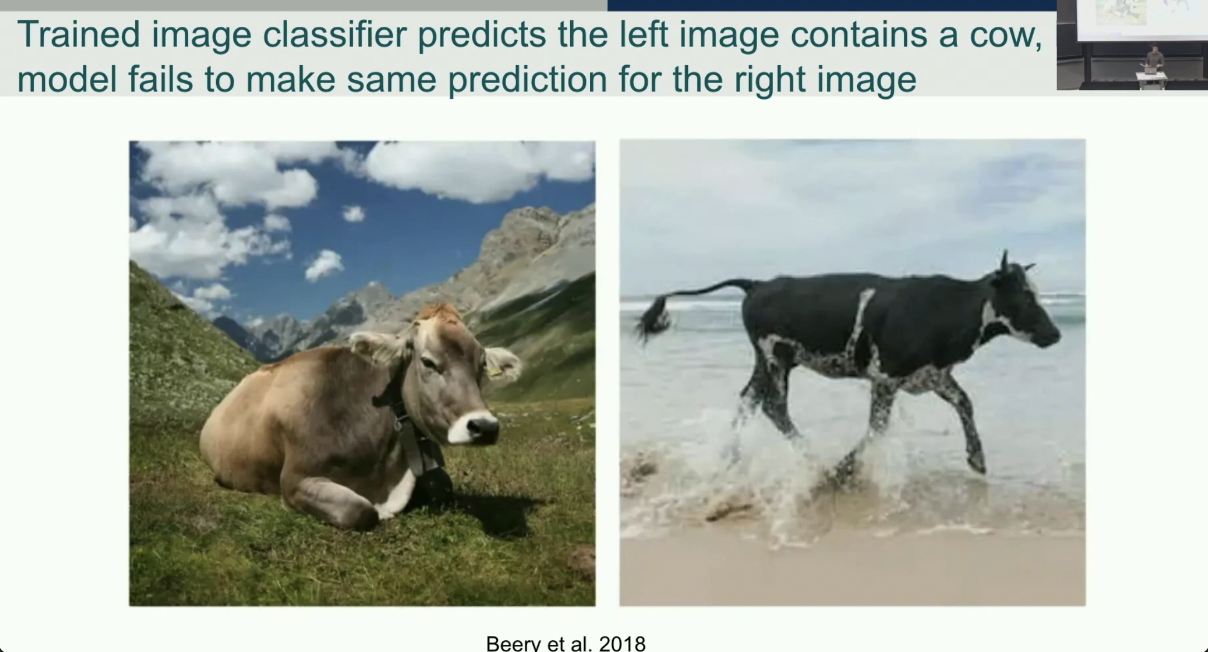 Trained image classifier predicts the left image contains a cow,
model fails to make same prediction for the right image
Beery et al. 2018